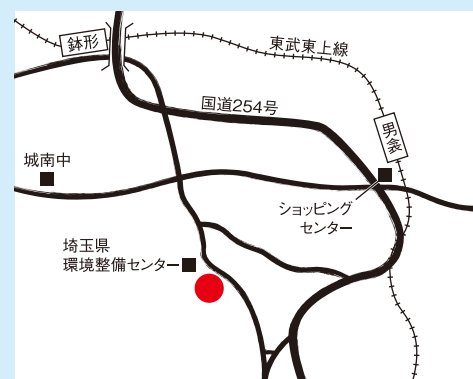 鉢形
東武東上線
国道254号
男衾
城南中
ショッピング
センター
埼玉県
環境整備センター